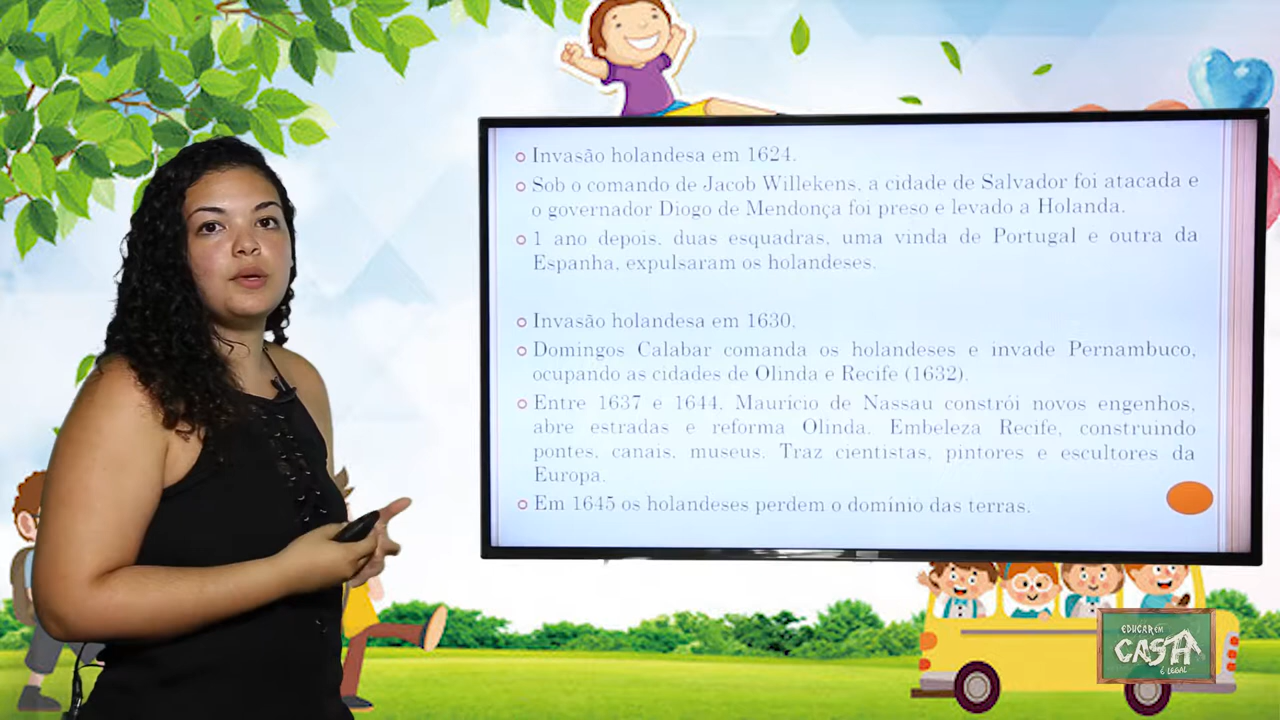 Invasão holandesa em 1624.
Sob o comando de Jacob Willekens, a cidade de Salvador foi atacada e
o governador Diogo de Mendonça foi preso e levado a Holanda.
1 ano depois, duas esquadras, uma vinda de Portugal e outra da
Espanha, expulsaram os holandeses.
Invasão holandesa em 1630.
Domingos Calabar comanda os holandeses e invade Pernambuco,
ocupando as cidades de Olinda e Recife (1632).
Entre 1637 e 1644, Maurício de Nassau constrói novos engenhos,
abre estradas e reforma Olinda. Embeleza Recife, construindo
pontes, canais, museus. Traz cientistas, pintores e escultores da
Europa.
Em 1645 os holandeses perdem o domínio das terras.
EDUCAR EM
CASA
É LEGAL